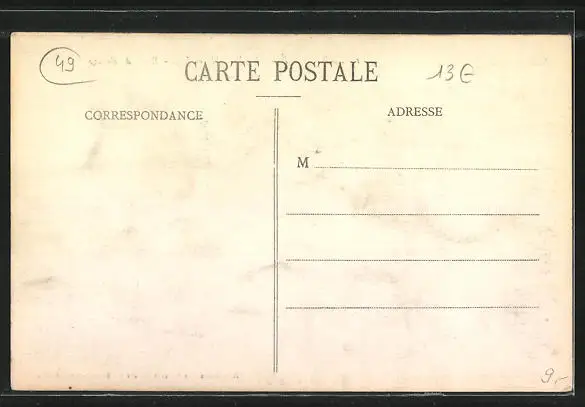 49
CARTE POSTALE
13€
CORRESPONDANCE
ADRESSE
M
9,-